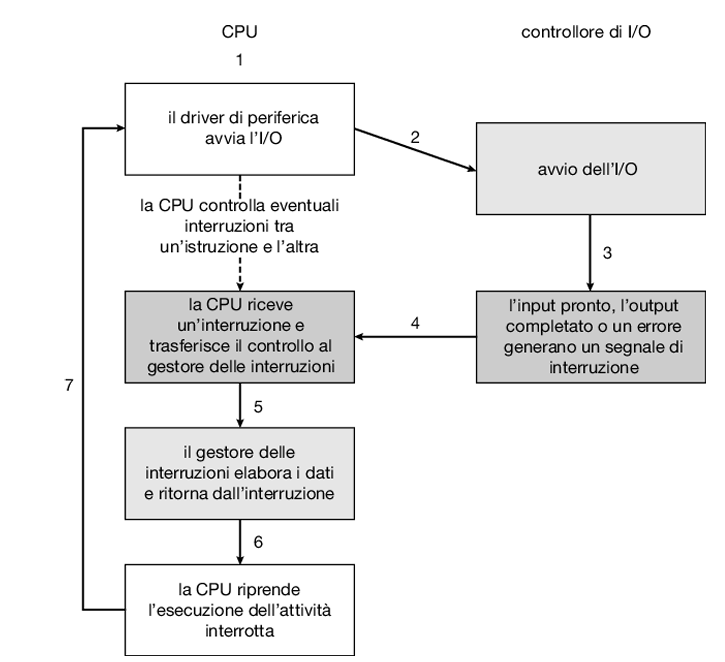 CPU
controllore di I/O
1
il driver di periferica
avvia l'I/O
2
avvio dell'I/O
la CPU controlla eventuali
interruzioni tra
un'istruzione e l'altra
3
la CPU riceve
un'interruzione e
trasferisce il controllo al
gestore delle interruzioni
4
l'input pronto, l'output
completato o un errore
generano un segnale di
interruzione
7
5
il gestore delle
interruzioni elabora i dati
e ritorna dall'interruzione
6
la CPU riprende
l'esecuzione dell'attività
interrotta